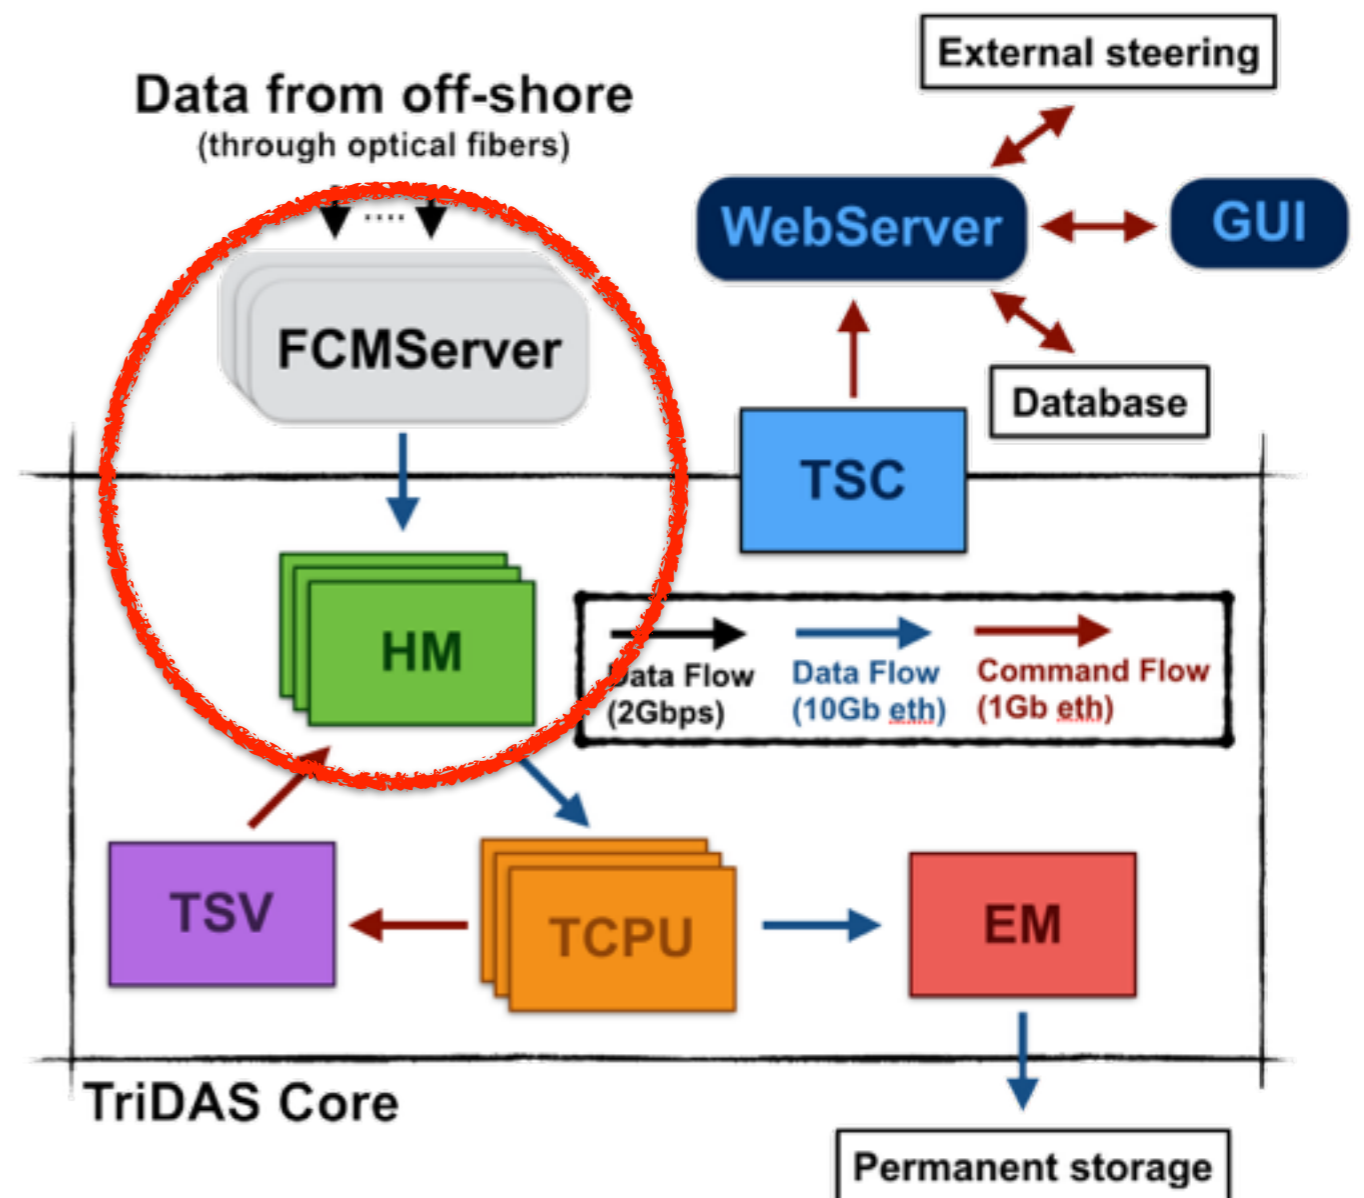 External steering
Data from off-shore
(through optical fibers)
WebServer
GUI
FCMServer
Database
TSC
HM
Data Flow
(2Gbps)
Data Flow
(10Gb eth)
Command Flow
(1Gb eth)
TSV
TCPU
EM
TriDAS Core
Permanent storage